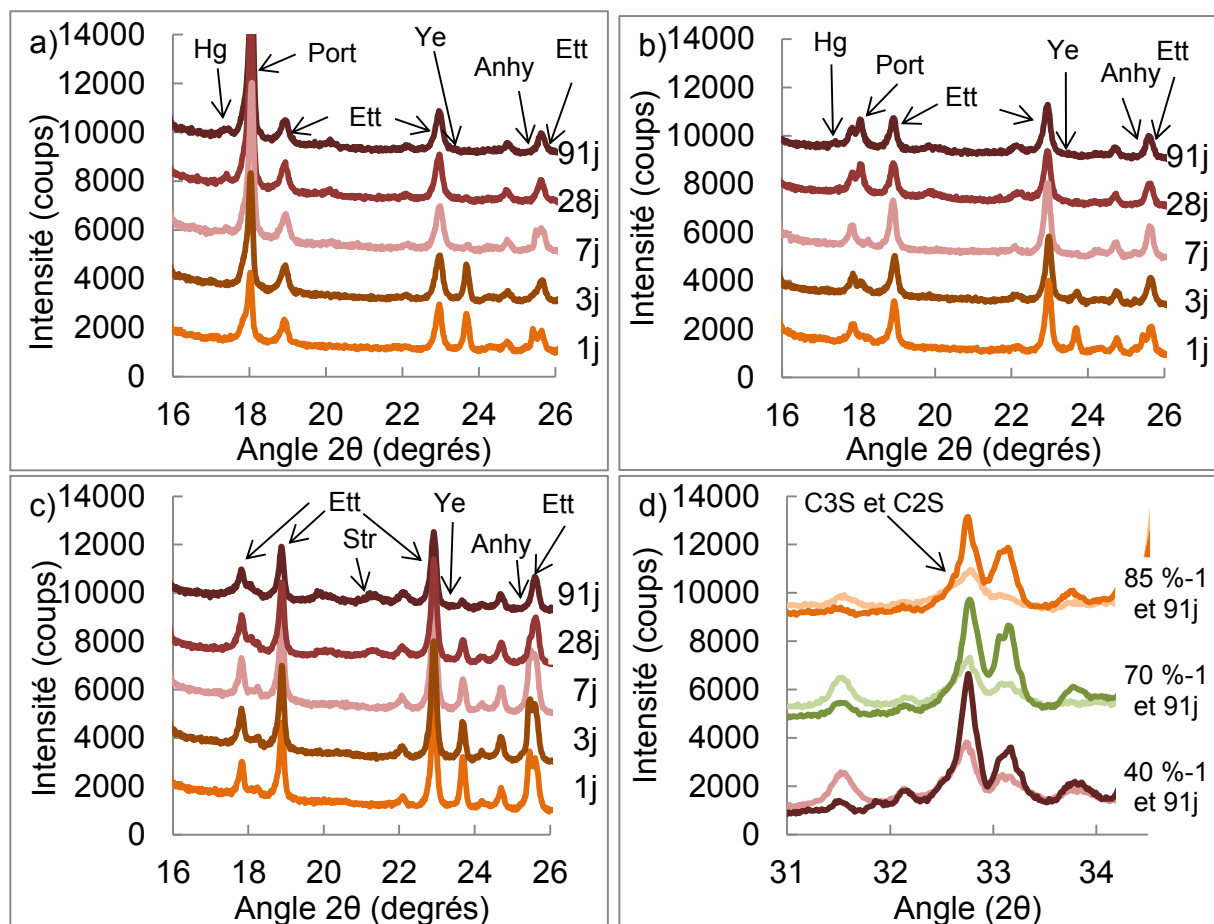 a)
14000
12000
10000
8000
6000
4000
2000
0
Intensité (coups)
Hg
Port
Ett
Ye
Anhy
Ett
91j
28j
7j
3j
1j
16 18 20 22 24 26
Angle 2θ (degrés)
b)
14000
12000
10000
8000
6000
4000
2000
0
Intensité (coups)
Hg
Port
Ett
Ye
Anhy
Ett
91j
28j
7j
3j
1j
16 18 20 22 24 26
Angle 2θ (degrés)
c)
14000
12000
10000
8000
6000
4000
2000
0
Intensité (coups)
Ett
Str
Ye
Anhy
Ett
91j
28j
7j
3j
1j
16 18 20 22 24 26
Angle 2θ (degrés)
d)
14000
12000
10000
8000
6000
4000
2000
0
Intensité (coups)
C3S et C2S
85 %-1
et 91j
70 %-1
et 91j
40 %-1
et 91j
31 32 33 34
Angle (2θ)